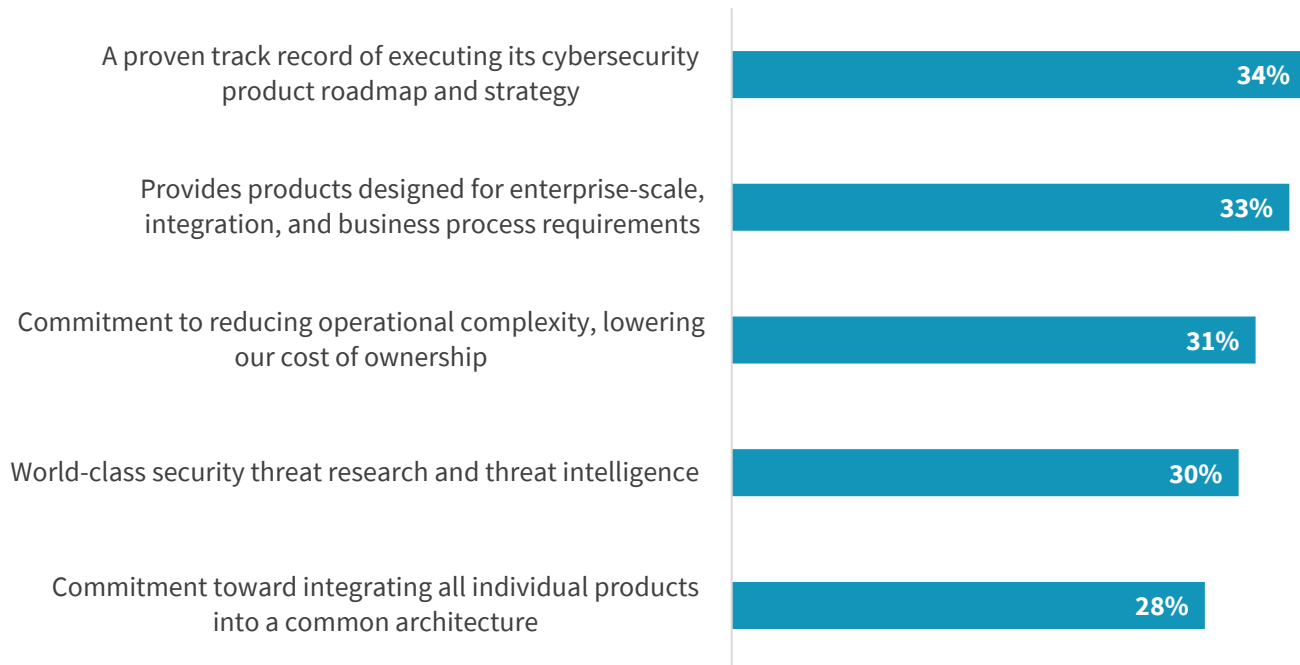 A proven track record of executing its cybersecurity
product roadmap and strategy
34%
Provides products designed for enterprise-scale,
integration, and business process requirements
33%
Commitment to reducing operational complexity, lowering
our cost of ownership
31%
World-class security threat research and threat intelligence
30%
Commitment toward integrating all individual products
into a common architecture
28%